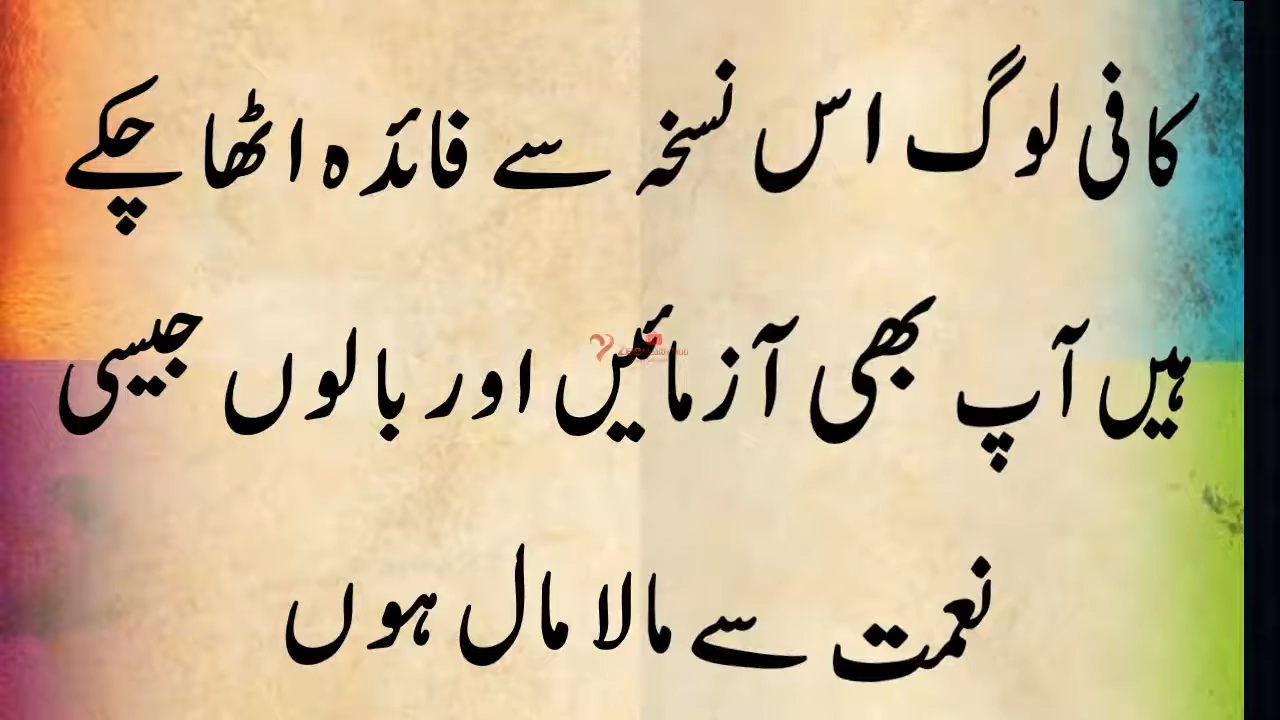 کافی لوگ اس نسخہ سے فائدہ اٹھا چکے
ہیں آپ بھی آزمائیں اور بالوں جیسی
نعمت سے مالا مال ہوں